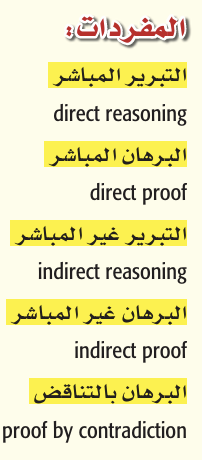 المفردات:
التبرير المباشر
direct reasoning
البرهان المباشر
direct proof
التبرير غير المباشر
indirect reasoning
البرهان غير المباشر
indirect proof
البرهان بالتناقض
proof by contradiction